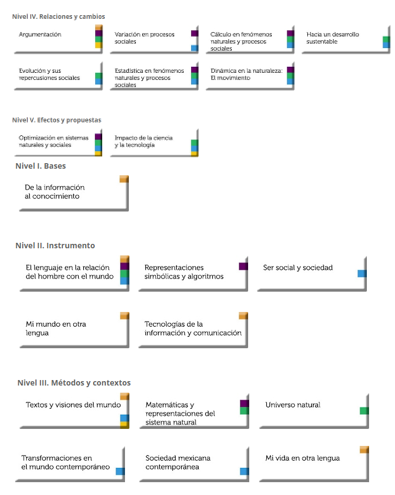 Nivel IV. Relaciones y cambios
Argumentación
Variación en procesos
sociales
Cálculo en fenómenos
naturales y procesos
sociales
Hacia un desarrollo
sustentable
Evolución y sus
repercusiones sociales
Estadística en fenómenos
naturales y procesos
sociales
Dinámica en la naturaleza:
El movimiento
Nivel V. Efectos y propuestas
Optimización en sistemas
naturales y sociales
Impacto de la ciencia
y la tecnología
Nivel I. Bases
De la información
al conocimiento
Nivel II. Instrumento
El lenguaje en la relación
del hombre con el mundo
Representaciones
simbólicas y algoritmos
Ser social y sociedad
Mi mundo en otra
lengua
Tecnologías de la
información y comunicación
Nivel III. Métodos y contextos
Textos y visiones del mundo
Matemáticas y
representaciones del
sistema natural
Universo natural
Transformaciones en
el mundo contemporáneo
Sociedad mexicana
contemporánea
Mi vida en otra lengua